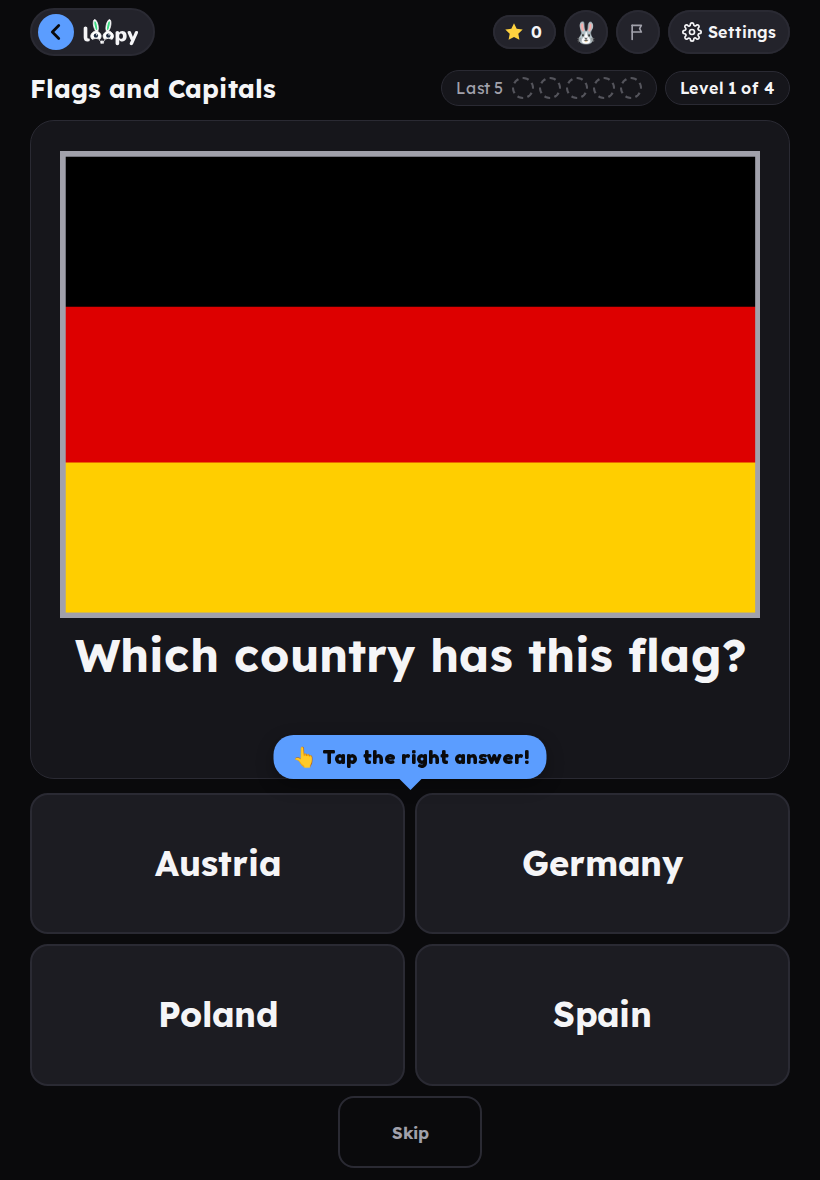 loopy
0
Settings
Flags and Capitals
Last 5
Level 1 of 4
Which country has this flag?
Tap the right answer!
Austria
Germany
Poland
Spain
Skip